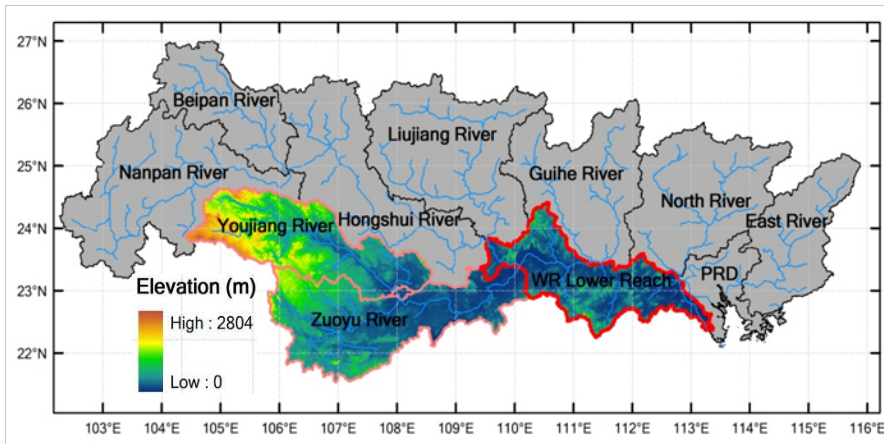 27°N
26°N
25°N
24°N
23°N
22°N
Beipan River
Liujiang River
Nanpan River
Guihe River
North River
Youjiang River
Hongshui River
East River
Elevation (m)
WR Lower Reach
PRD
High : 2804
Zuoyu River
Low : 0
103°E 104°E 105°E 106°E 107°E 108°E 109°E 110°E 111°E 112°E 113°E 114°E 115°E 116°E